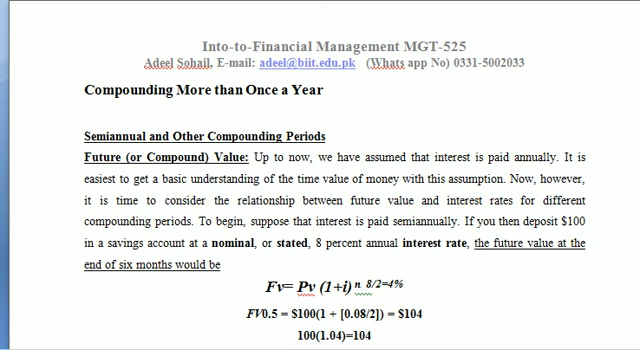 Into-to-Financial Management MGT-525
Adeel Sohail, E-mail: adeel@biit.edu.pk (Whats app No) 0331-5002033
Compounding More than Once a Year
Semiannual and Other Compounding Periods
Future (or Compound) Value: Up to now, we have assumed that interest is paid annually. It is
easiest to get a basic understanding of the time value of money with this assumption. Now, however,
it is time to consider the relationship between future value and interest rates for different
compounding periods. To begin, suppose that interest is paid semiannually. If you then deposit $100
in a savings account at a nominal, or stated, 8 percent annual interest rate, the future value at the
end of six months would be
Fv= Pv (1+i) n 8/2=4%
FV0.5 = $100(1 + [0.08/2]) = $104
100(1.04)=104